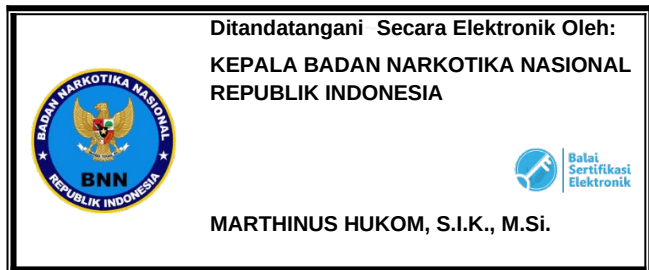 Ditandatangani Secara Elektronik Oleh:
KEPALA BADAN NARKOTIKA NASIONAL
REPUBLIK INDONESIA
BADAN NARKOTIKA NASIONAL
BNN
REPUBLIK INDONESIA
Balai
Sertifikasi
Elektronik
MARTHINUS HUKOM, S.I.K., M.Si.